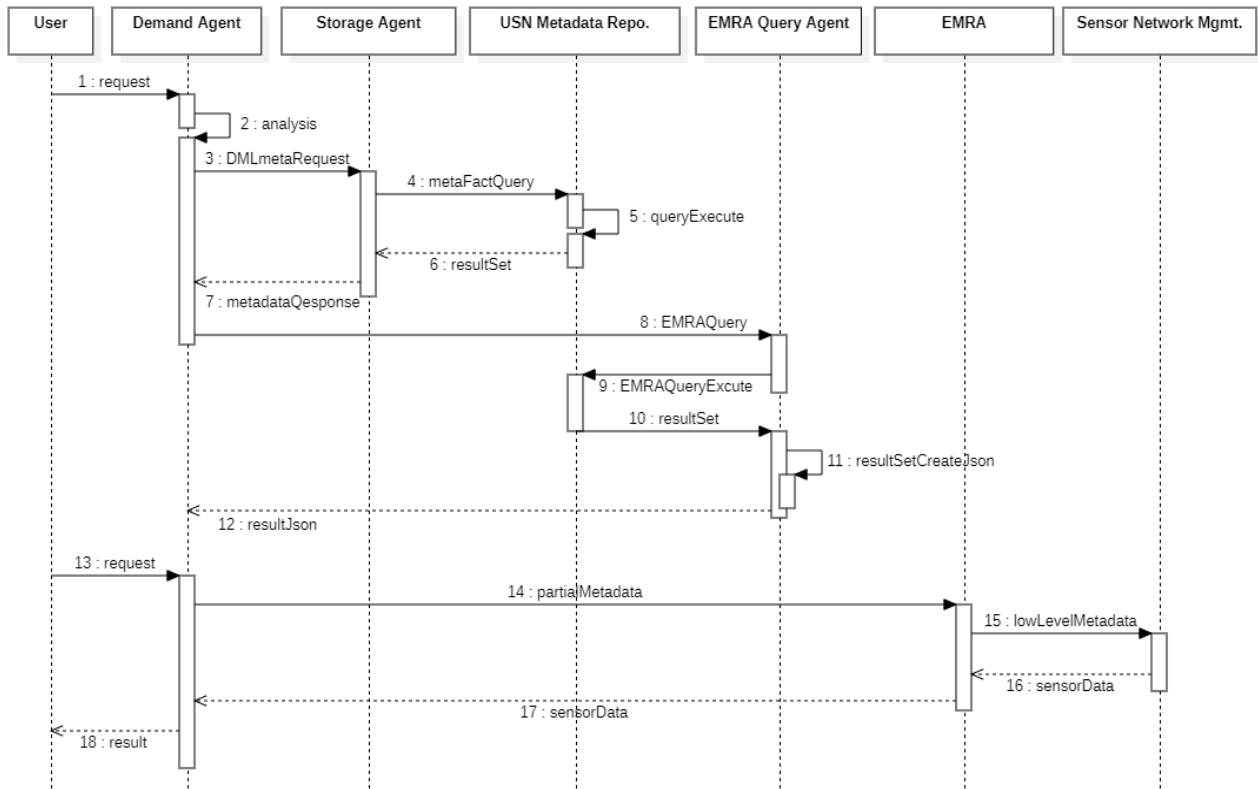 User
Demand Agent
Storage Agent
USN Metadata Repo.
EMRA Query Agent
EMRA
Sensor Network Mgmt.
1 : request
2 : analysis
3 : DMLmetaRequest
4 : metaFactQuery
5 : queryExecute
6 : resultSet
7 : metadataQesponse
8 : EMRAQuery
9 : EMRAQueryExcute
10 : resultSet
11 : resultSetCreateJson
12 : resultJson
13 : request
14 : partialMetadata
15 : lowLevelMetadata
16 : sensorData
17 : sensorData
18 : result